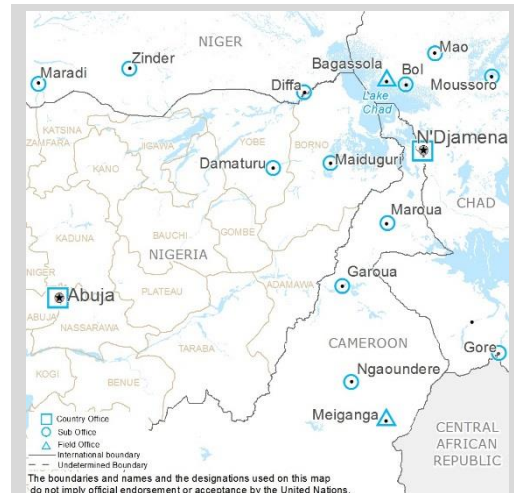 NIGER
Mao
Zinder
Bagassola
Bol
Maradi
Diffa
Moussoro
Lake
Chad
KATSINA
ZAMFARA
JIGAWA
YOBE
BORNO
N'Djamena
KANO
Damaturu
Maiduguri
CHAD
Maroua
KADUNA
BAUCHI
GOMBE
NIGERIA
NIGER
Garoua
Abuja
PLATEAU
ADAMAWA
ABUJA
NASSARAWA
CAMEROON
TARABA
Gore
KOGI
BENUE
Ngaoundere
Meiganga
CENTRAL
AFRICAN
REPUBLIC
Country Office
Sub Office
Field Office
International boundary
Undetermined Boundary
The boundaries and names and the designations used on this map
do not imply official endorsement or acceptance by the United Nations.